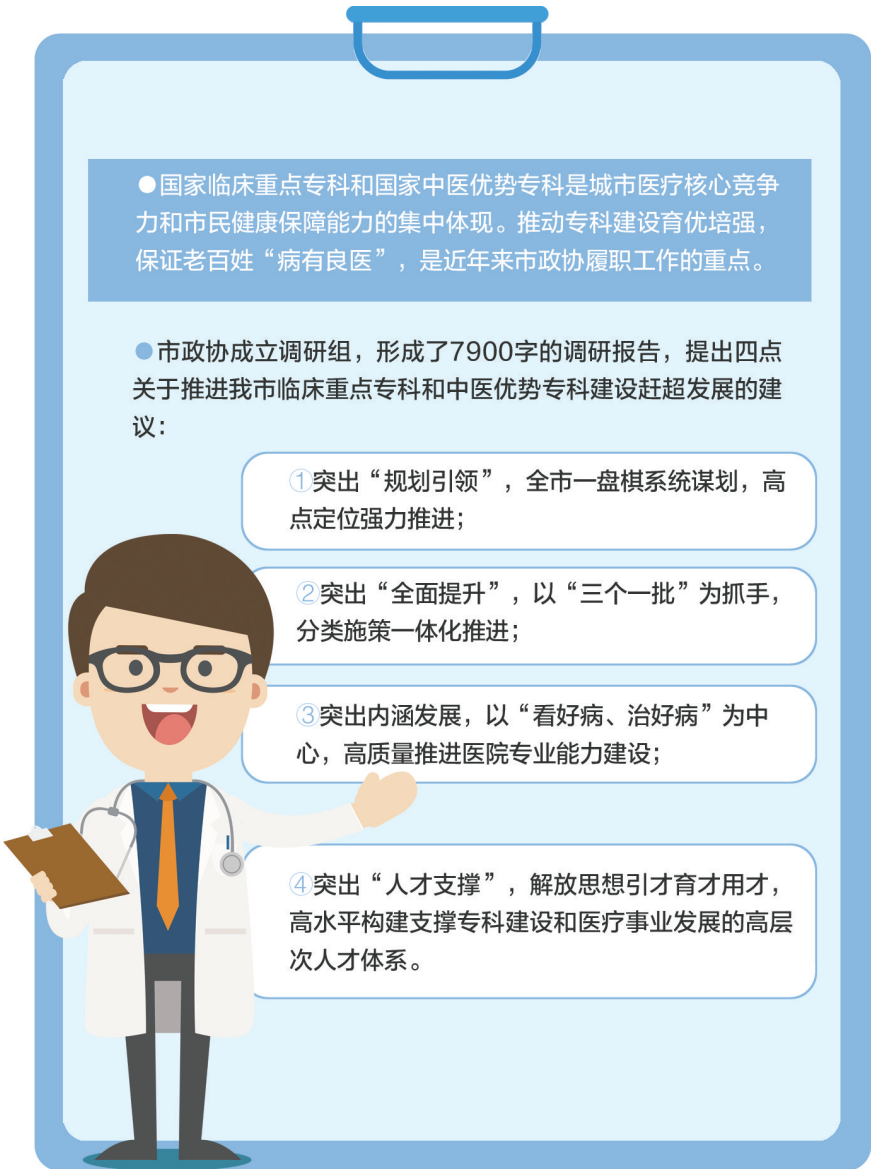 ●国家临床重点专科和国家中医优势专科是城市医疗核心竞争
力和市民健康保障能力的集中体现。推动专科建设育优培强，
保证老百姓“病有良医”，是近年来市政协履职工作的重点。
●市政协成立调研组，形成了7900字的调研报告，提出四点
关于推进我市临床重点专科和中医优势专科建设赶超发展的建
议：
①突出“规划引领”，全市一盘棋系统谋划，高
点定位强力推进；
②突出“全面提升”，以“三个一批”为抓手，
分类施策一体化推进；
③突出内涵发展，以“看好病、治好病”为中
心，高质量推进医院专业能力建设；
④突出“人才支撑”，解放思想引才育才用才，
高水平构建支撑专科建设和医疗事业发展的高层
次人才体系。